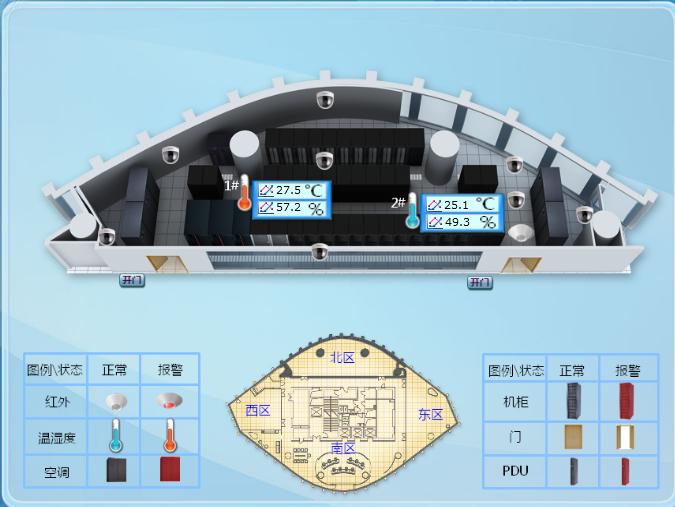 1# 27.5 ℃
57.2 %
2# 25.1 ℃
49.3 %
开门
开门
图例\状态 正常 报警
红外
温湿度
空调
北区
西区
东区
南区
图例\状态 正常 报警
机柜
门
PDU